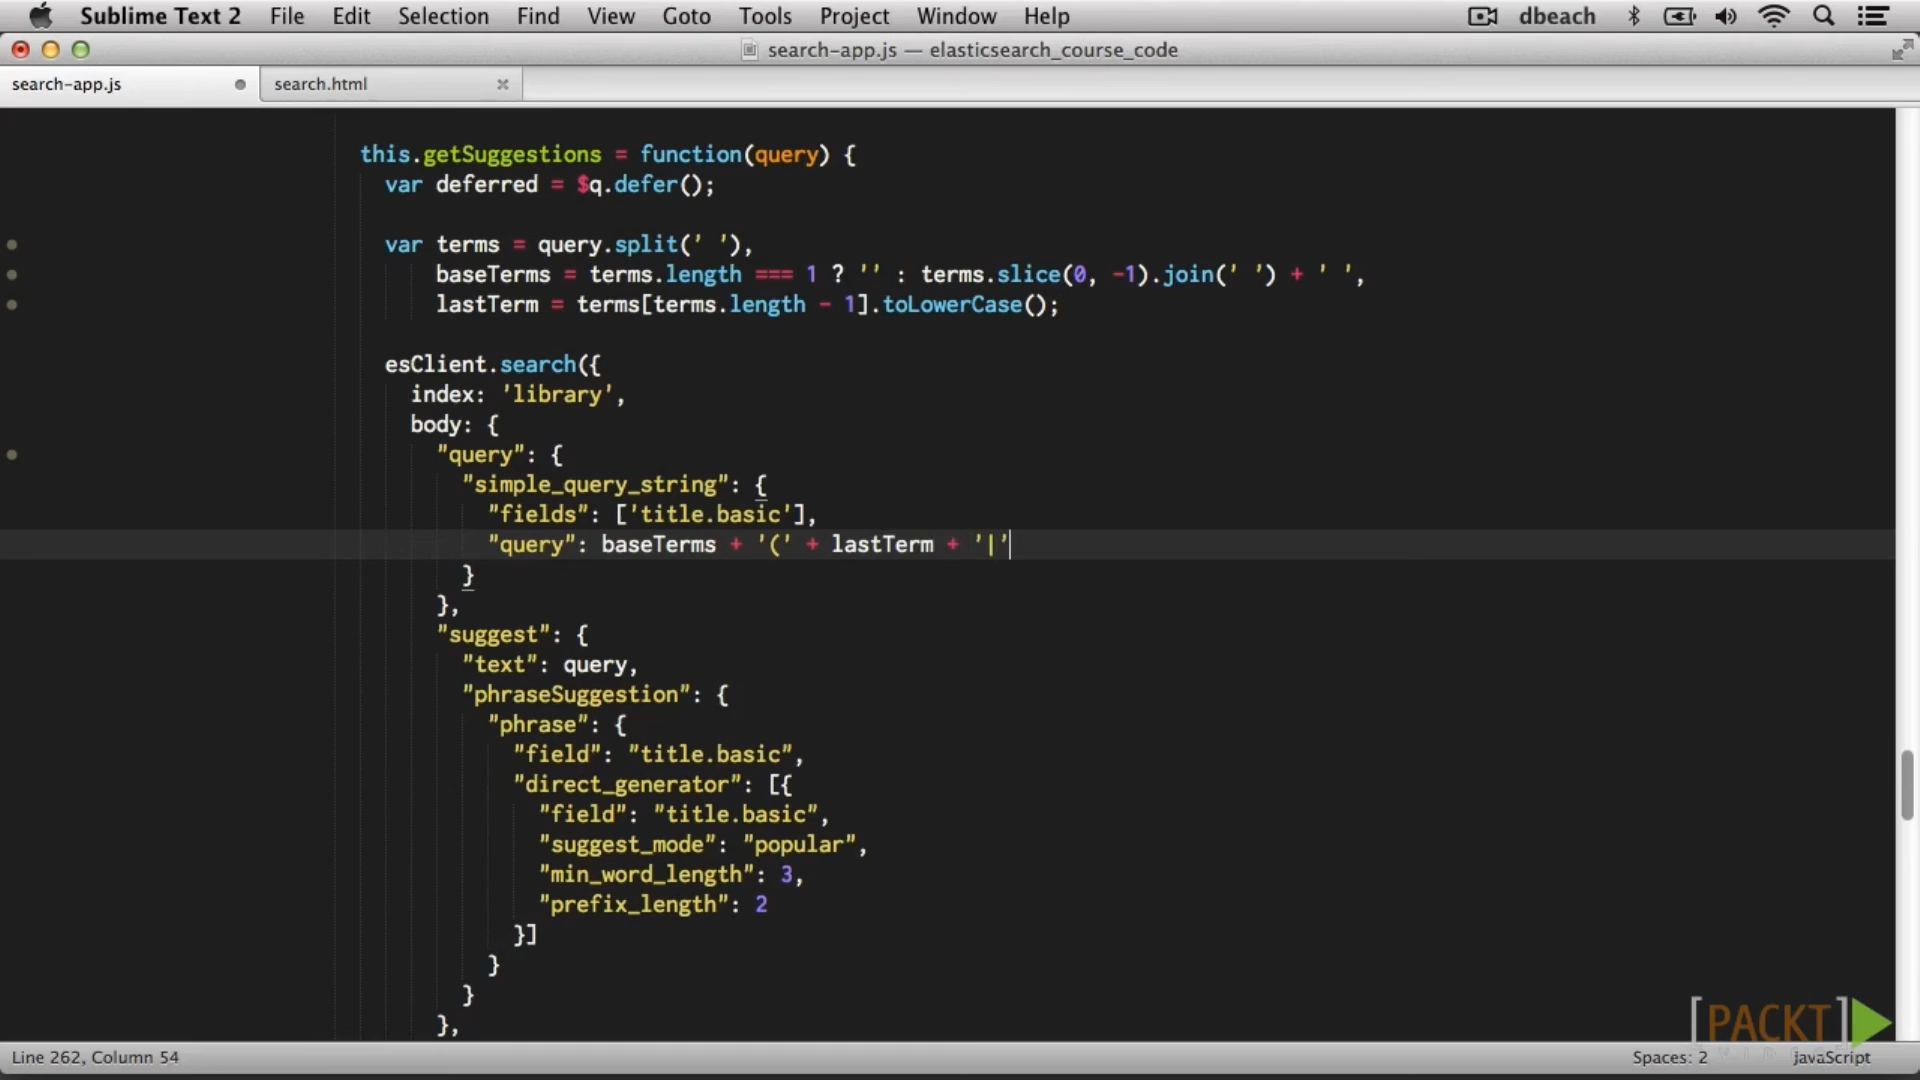 Sublime Text 2 File Edit Selection Find View Goto Tools Project Window Help dbeach
search-app.js — elasticsearch_course_code
search-app.js search.html
this.getSuggestions = function(query) {
var deferred = $q.defer();
var terms = query.split(' '),
baseTerms = terms.length === 1 ? '' : terms.slice(0, -1).join(' ') + ' ',
lastTerm = terms[terms.length - 1].toLowerCase();
esClient.search({
index: 'library',
body: {
"query": {
"simple_query_string": {
"fields": ['title.basic'],
"query": baseTerms + '(' + lastTerm + '|'
}
},
"suggest": {
"text": query,
"phraseSuggestion": {
"phrase": {
"field": "title.basic",
"direct_generator": [{
"field": "title.basic",
"suggest_mode": "popular",
"min_word_length": 3,
"prefix_length": 2
}]
}
}
},
[PACKT]
VIDEO
Line 262, Column 54 Spaces: 2 JavaScript